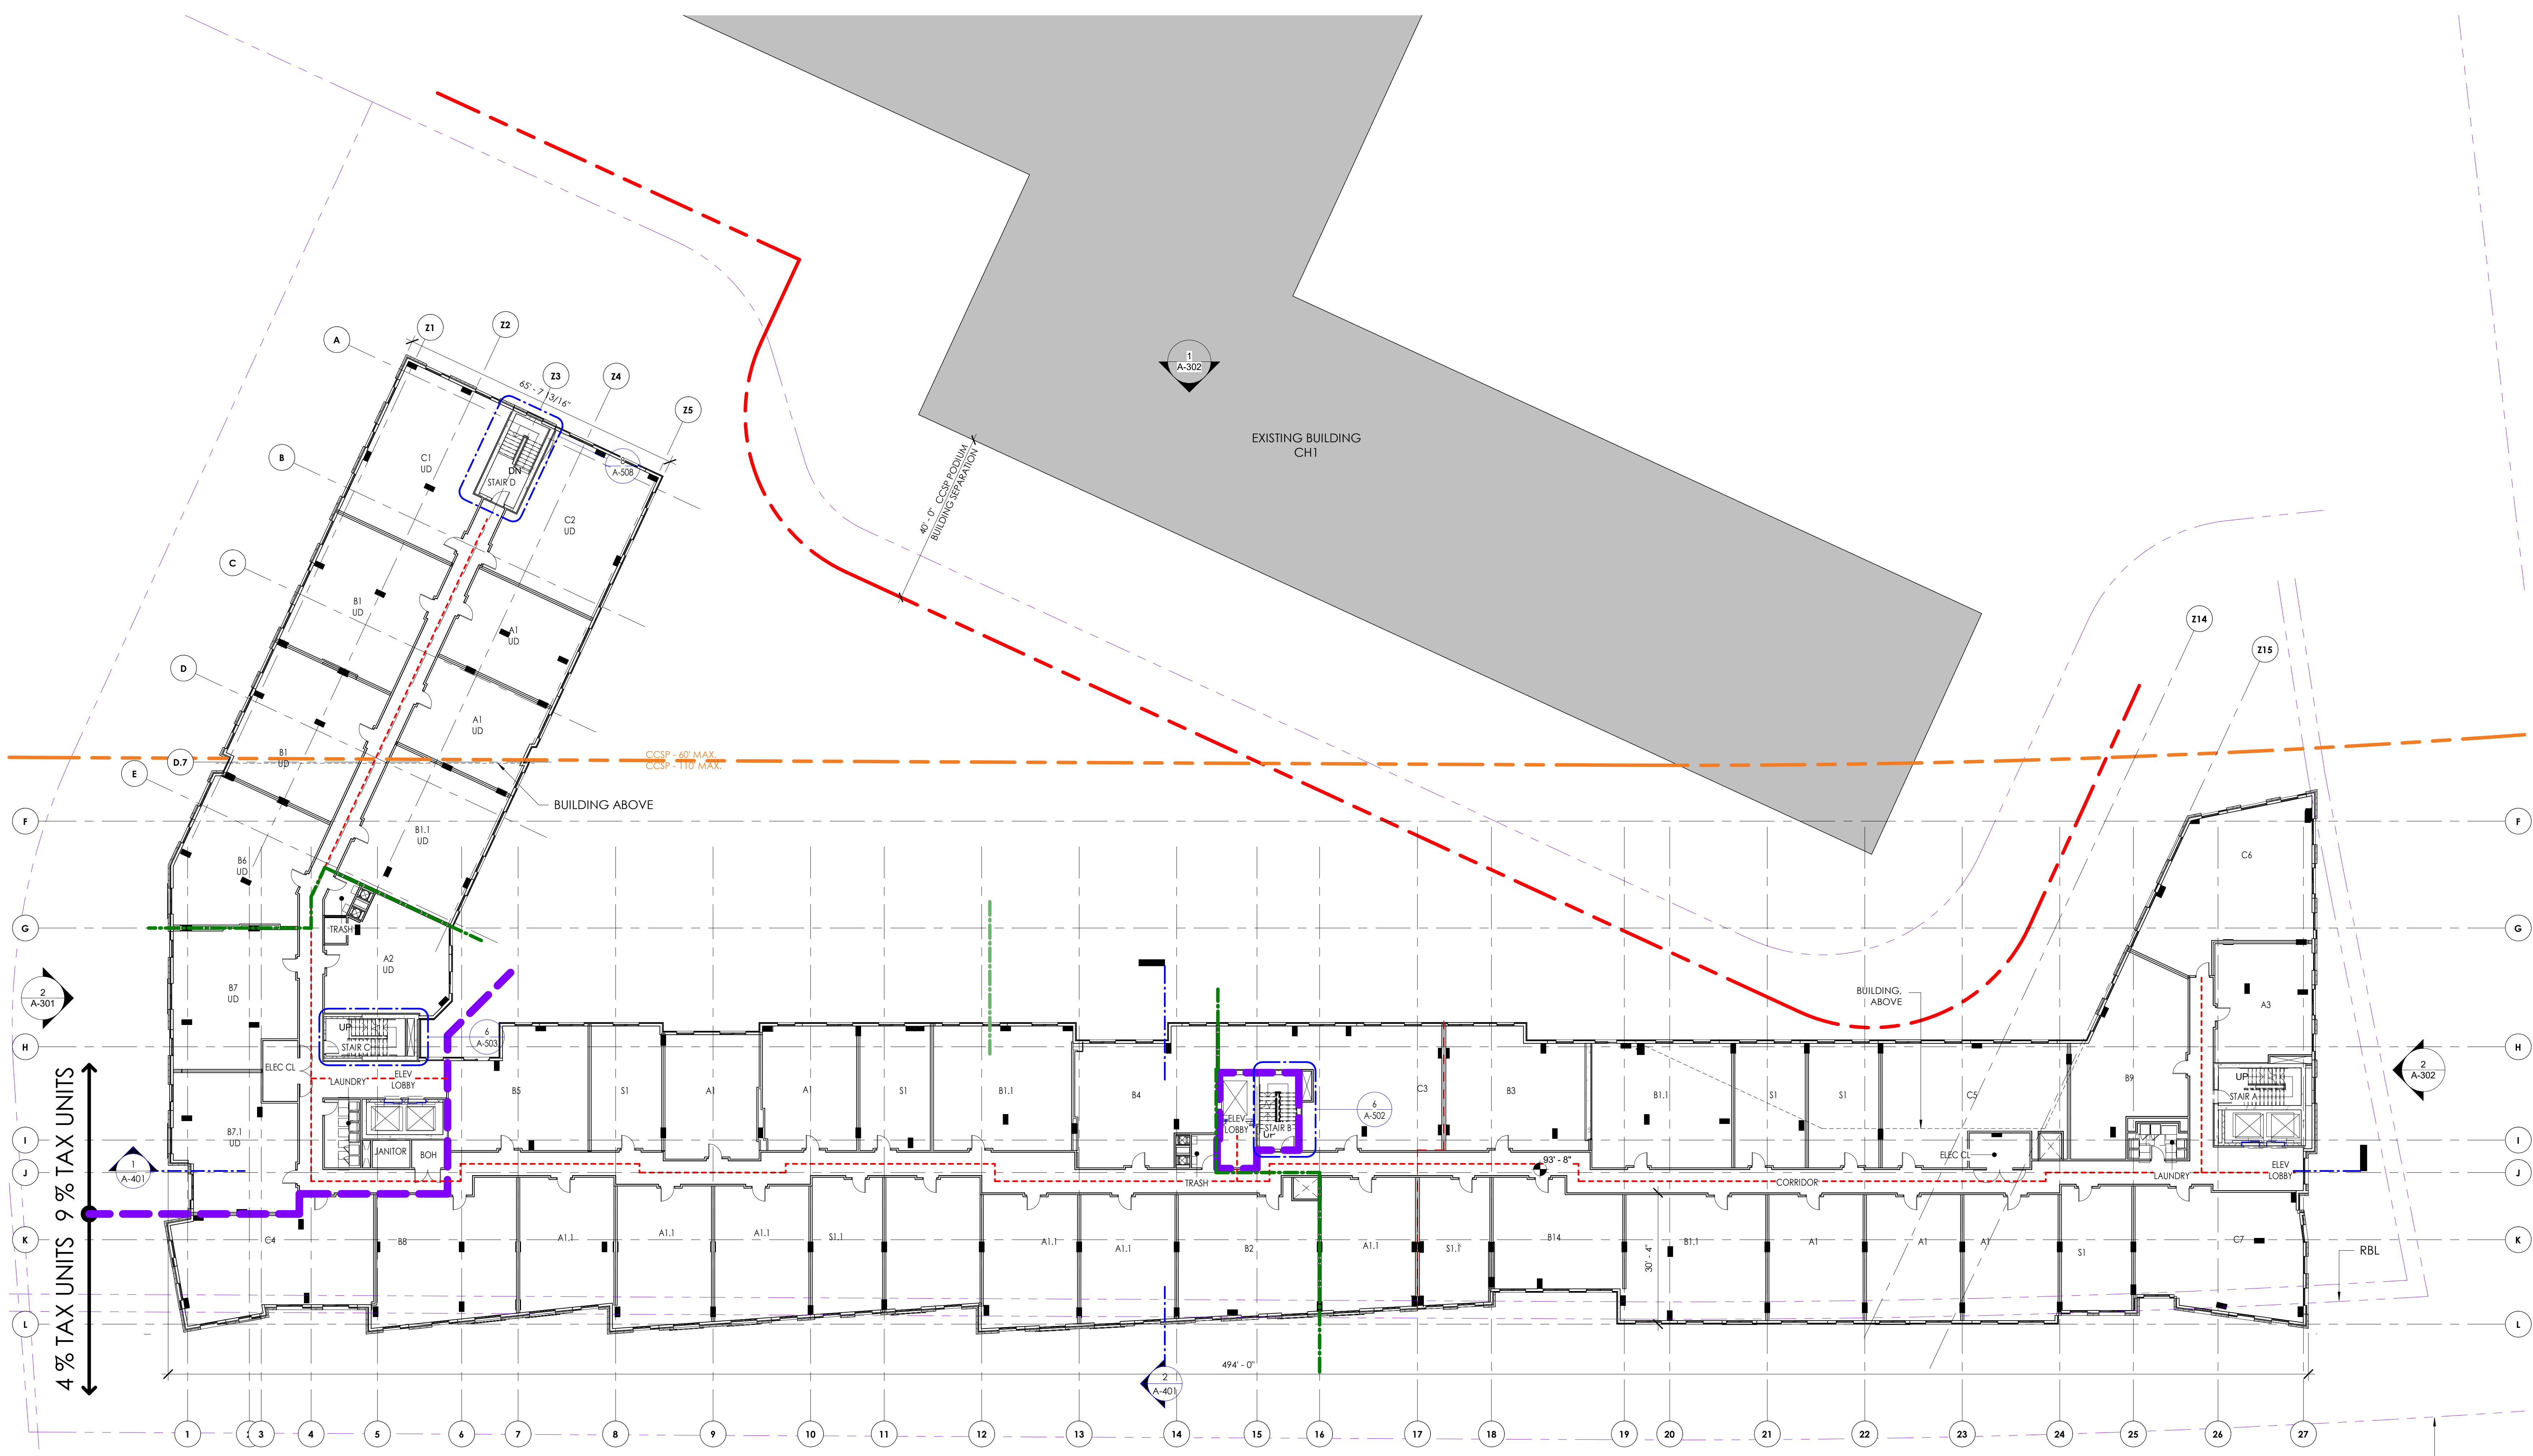 1
A-302
EXISTING BUILDING
CH1
40' - 0" CCSP PODIUM
BUILDING SEPARATION
Z1
Z2
Z3
Z4
Z5
A
B
C
D
D.7
E
65' - 7 13/16"
C1
UD
DN
STAIR D
A-508
C2
UD
B1
UD
A1
UD
A1
UD
B1
UD
CCSP - 60' MAX.
CCSP - 110' MAX.
BUILDING ABOVE
B1.1
UD
B6
UD
Z14
Z15
F
F
C6
G
G
TRASH
A2
UD
B7
UD
2
A-301
BUILDING,
ABOVE
A3
H
H
UP
STAIR C
6
A-503
ELEC CL
LAUNDRY
ELEV
LOBBY
B5
S1
A1
A1
S1
B1.1
B4
ELEV
LOBBY
STAIR B
UP
6
A-502
C3
B3
B1.1
S1
S1
C5
B9
UP
STAIR A
2
A-302
B7.1
UD
I
I
JANITOR
BOH
J
J
1
A-401
TRASH
93' - 8"
CORRIDOR
ELEC CL
LAUNDRY
ELEV
LOBBY
4 % TAX UNITS
9 % TAX UNITS
K
K
C4
B8
A1.1
A1.1
A1.1
S1.1
A1.1
A1.1
B2
A1.1
S1.1
B14
30' - 4"
B1.1
A1
A1
A1
S1
C7
RBL
L
L
494' - 0"
2
A-401
1
3
4
5
6
7
8
9
10
11
12
13
14
15
16
17
18
19
20
21
22
23
24
25
26
27